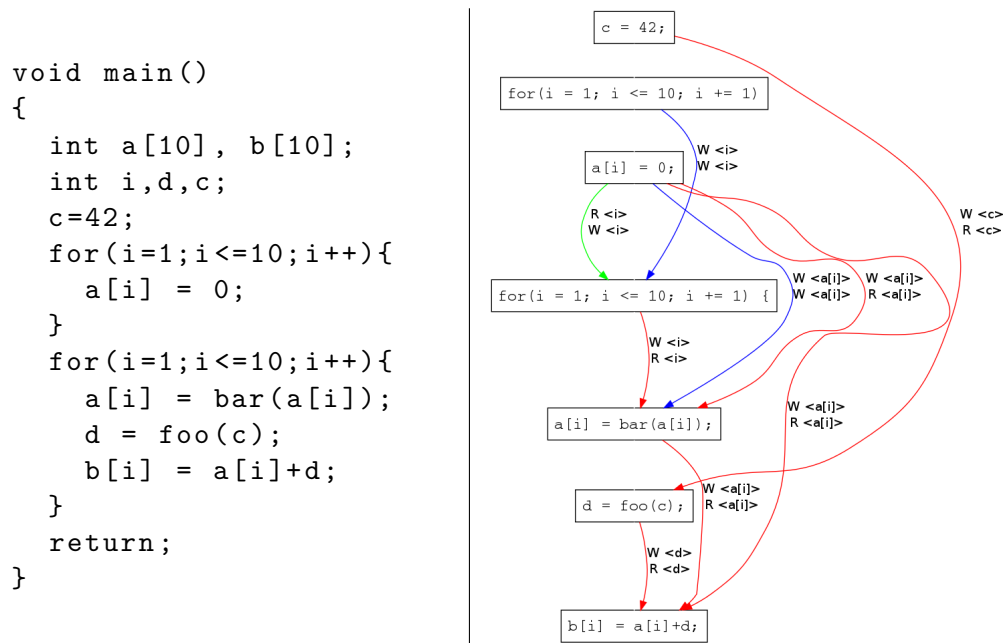 void main()
{
int a[10], b[10];
int i,d,c;
c=42;
for(i=1;i<=10;i++){
a[i] = 0;
}
for(i=1;i<=10;i++){
a[i] = bar(a[i]);
d = foo(c);
b[i] = a[i]+d;
}
return;
}
c = 42;
for(i = 1; i <= 10; i += 1)
W <i>
W <i>
a[i] = 0;
R <i>
W <i>
W <c>
R <c>
W <a[i]>
W <a[i]>
W <a[i]>
R <a[i]>
for(i = 1; i <= 10; i += 1) {
W <i>
R <i>
W <a[i]>
R <a[i]>
a[i] = bar(a[i]);
W <a[i]>
R <a[i]>
d = foo(c);
W <d>
R <d>
b[i] = a[i]+d;